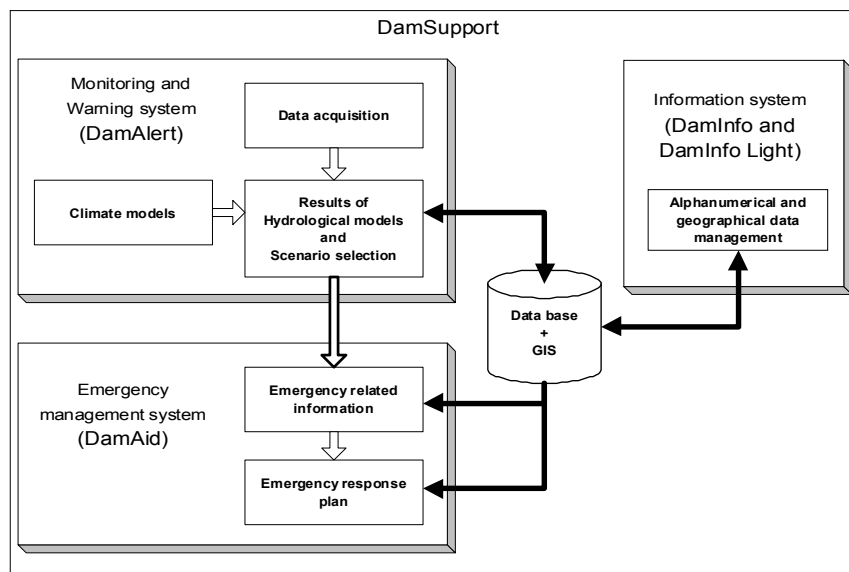 DamSupport
Monitoring and
Warning system
(DamAlert)
Data acquisition
Climate models
Results of
Hydrological models
and
Scenario selection
Information system
(DamInfo and
DamInfo Light)
Alphanumerical and
geographical data
management
Data base
+
GIS
Emergency
management system
(DamAid)
Emergency related
information
Emergency response
plan